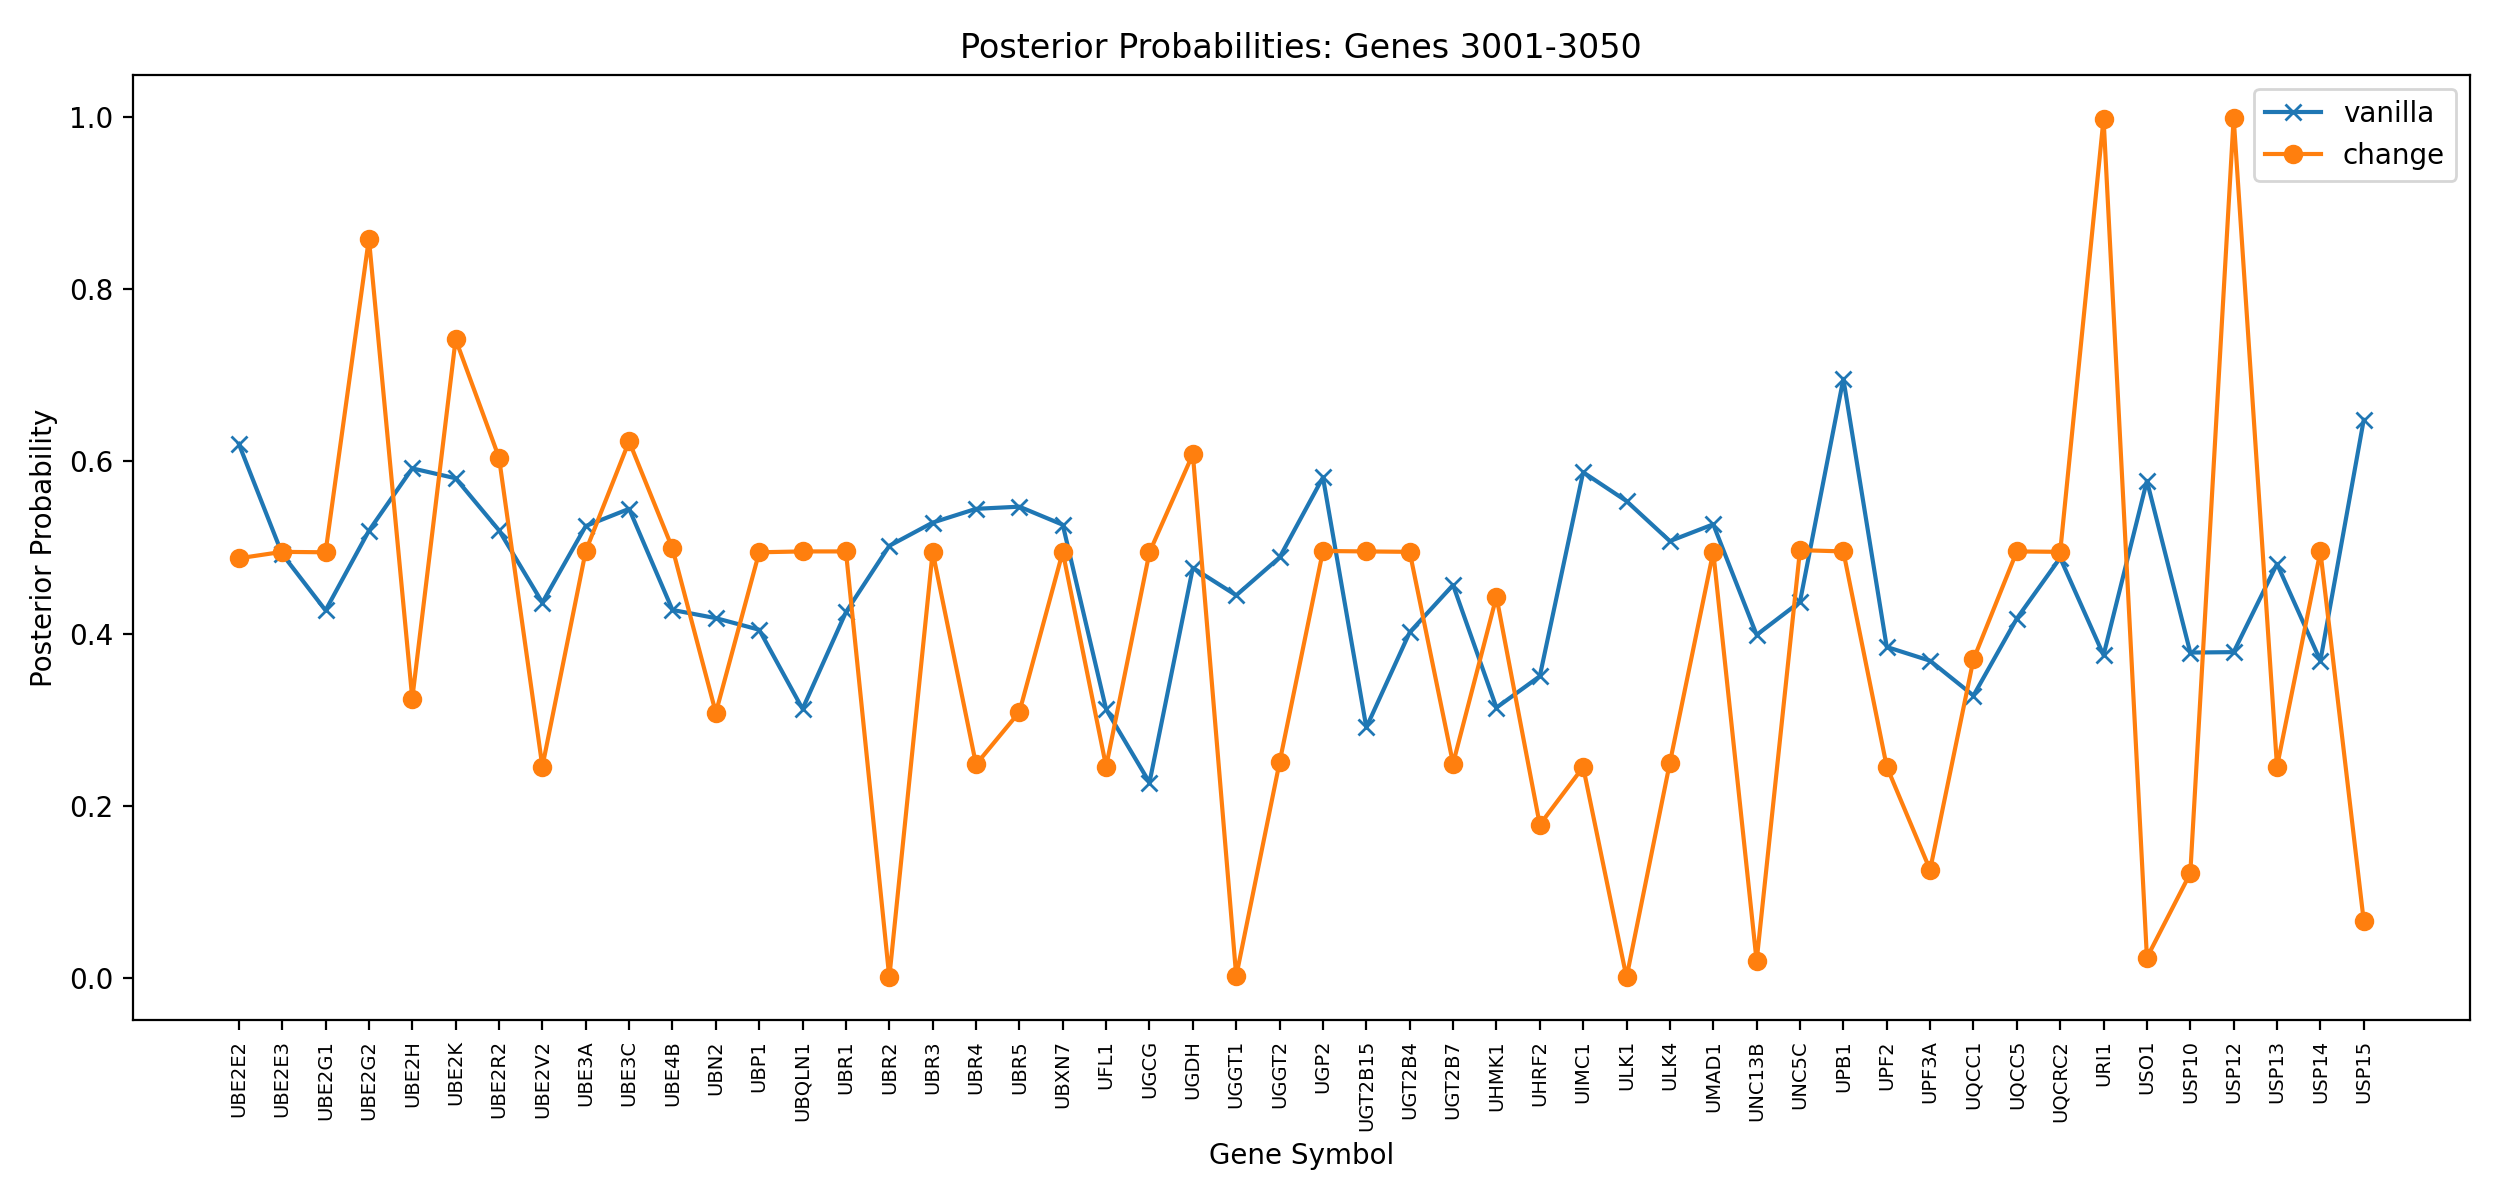 Posterior Probabilities: Genes 3001-3050
vanilla
change
Posterior Probability
1.0
0.8
0.6
0.4
0.2
0.0
UBE2E2
UBE2E3
UBE2G1
UBE2G2
UBE2H
UBE2K
UBE2R2
UBE2V2
UBE3A
UBE3C
UBE4B
UBN2
UBP1
UBQLN1
UBR1
UBR2
UBR3
UBR4
UBR5
UBXN7
UFL1
UGCG
UGDH
UGGT1
UGGT2
UGP2
UGT2B15
UGT2B4
UGT2B7
UHMK1
UHRF2
UIMC1
ULK1
ULK4
UMAD1
UNC13B
UNC5C
UPB1
UPF2
UPF3A
UQCC1
UQCC5
UQCRC2
URI1
USO1
USP10
USP12
USP13
USP14
USP15
Gene Symbol